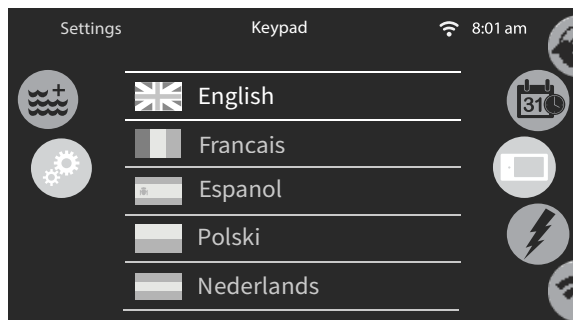 Settings Keypad 8:01 am
English
Francais
31
Espanol
Polski
Nederlands